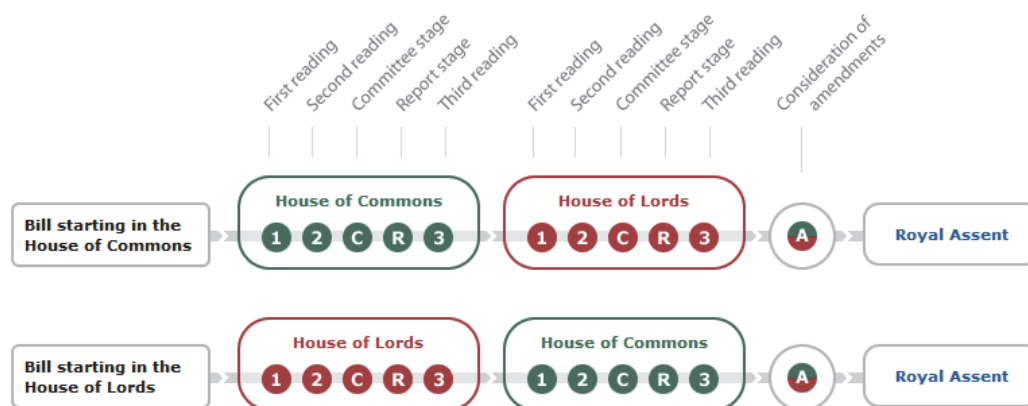 First reading
Second reading
Committee stage
Report stage
Third reading
First reading
Second reading
Committee stage
Report stage
Third reading
Consideration of
amendments
Bill starting in the
House of Commons
House of Commons
1 2 C R 3
House of Lords
1 2 C R 3
A
Royal Assent
Bill starting in the
House of Lords
House of Lords
1 2 C R 3
House of Commons
1 2 C R 3
A
Royal Assent